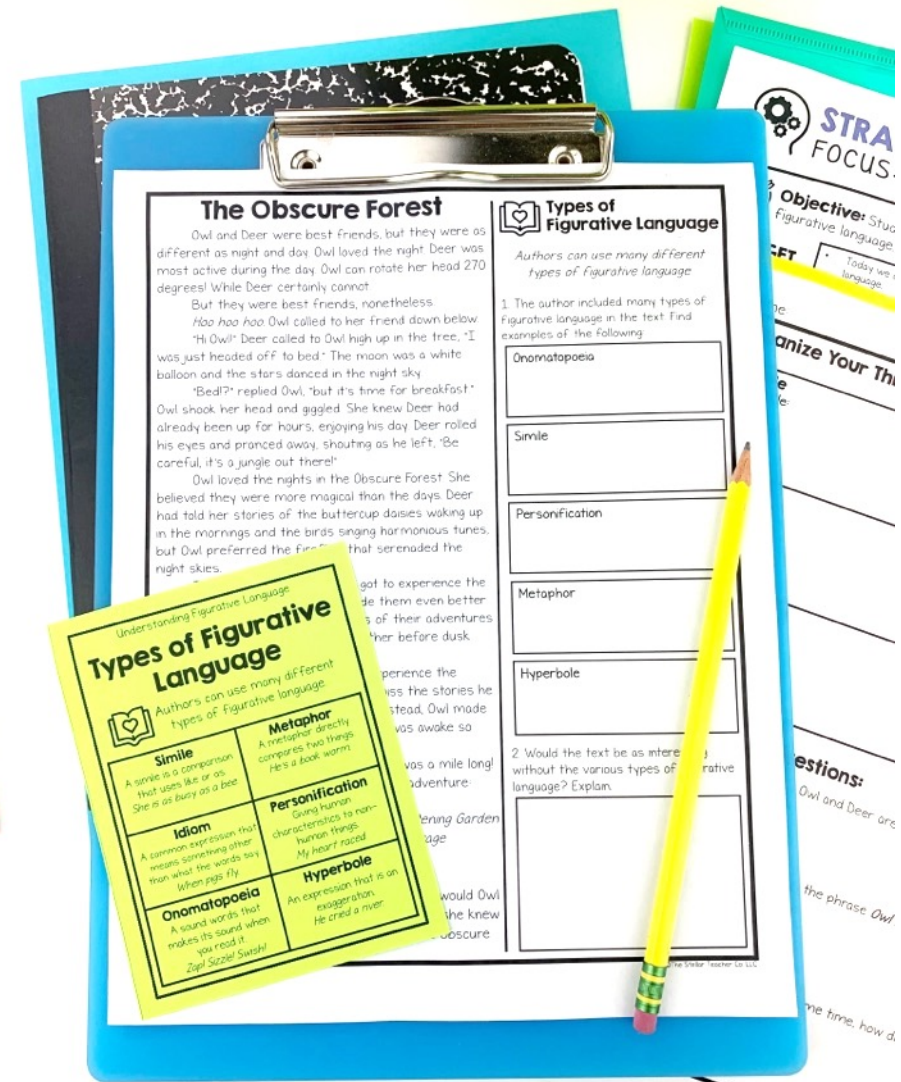 The Obscure Forest
Owl and Deer were best friends, but they were as
different as night and day. Owl loved the night. Deer was
most active during the day. Owl can rotate her head 270
degrees! While Deer certainly cannot.
But they were best friends, nonetheless.
Hoo hoo hoo. Owl called to her friend down below.
"Hi Owl!" Deer called to Owl high up in the tree, "I
was just headed off to bed." The moon was a white
balloon and the stars danced in the night sky.
"Bed!?" replied Owl, "but it's time for breakfast."
Owl shook her head and giggled. She knew Deer had
already been up for hours, enjoying his day. Deer rolled
his eyes and pranced away, shouting as he left, "Be
careful, it's a jungle out there!"
Owl loved the nights in the Obscure Forest. She
believed they were more magical than the days. Deer
had told her stories of the buttercup daisies waking up
in the mornings and the birds singing harmonious tunes,
but Owl preferred the that serenaded the
night skies.
got to experience the
de them even better
s of their adventures
her before dusk
perience the
iss the stories he
stead, Owl made
was awake so
was a mile long!
adventure
tening Garden
age
would Owl
she knew
obscure
Types of
Figurative Language
Authors can use many different
types of figurative language
1. The author included many types of
figurative language in the text. Find
examples of the following:
Onomatopoeia
Simile
Personification
Metaphor
Hyperbole
2. Would the text be as
without the various types of
language? Explain.
The Stellar Teacher Co. LLC
Understanding Figurative Language
Types of Figurative
Language
Authors can use many different
types of figurative language
Simile
A simile is a comparison
that uses like or as
She is as busy as a bee
Metaphor
A metaphor directly
compares two things
He's a book worm.
Idiom
A common expression that
means something other
than what the words say
When pigs fly
Personification
Giving human
characteristics to non-
human things
My heart raced
Onomatopoeia
A sound words that
makes its sound when
you read it.
Zap! Sizzle! Swish!
Hyperbole
An expression that is an
exaggeration
He cried a river
STRA
FOCUS
Objective: Stud
figurative language
Today we
language.
anize Your Thi
estions:
Owl and Deer are
the phrase Owl
me time, how d